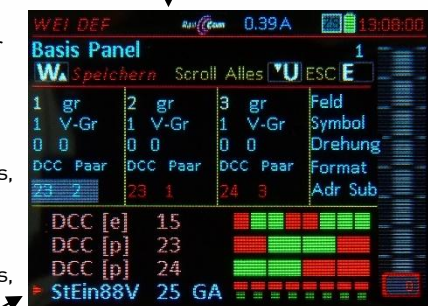 WEI DEF RailCom 0.39 A 13:08:00
Basis Panel 1
W Speichern Scroll Alles U ESC E
1 gr 2 gr 3 gr Feld
1 V-Gr 1 V-Gr 1 V-Gr Symbol
0 0 0 0 0 0 Drehung
DCC Paar DCC Paar DCC Paar Format
23 2 23 1 24 3 Adr Sub
DCC [e] 15
DCC [p] 23
DCC [p] 24
StEin88V 25 GA
s,
s,